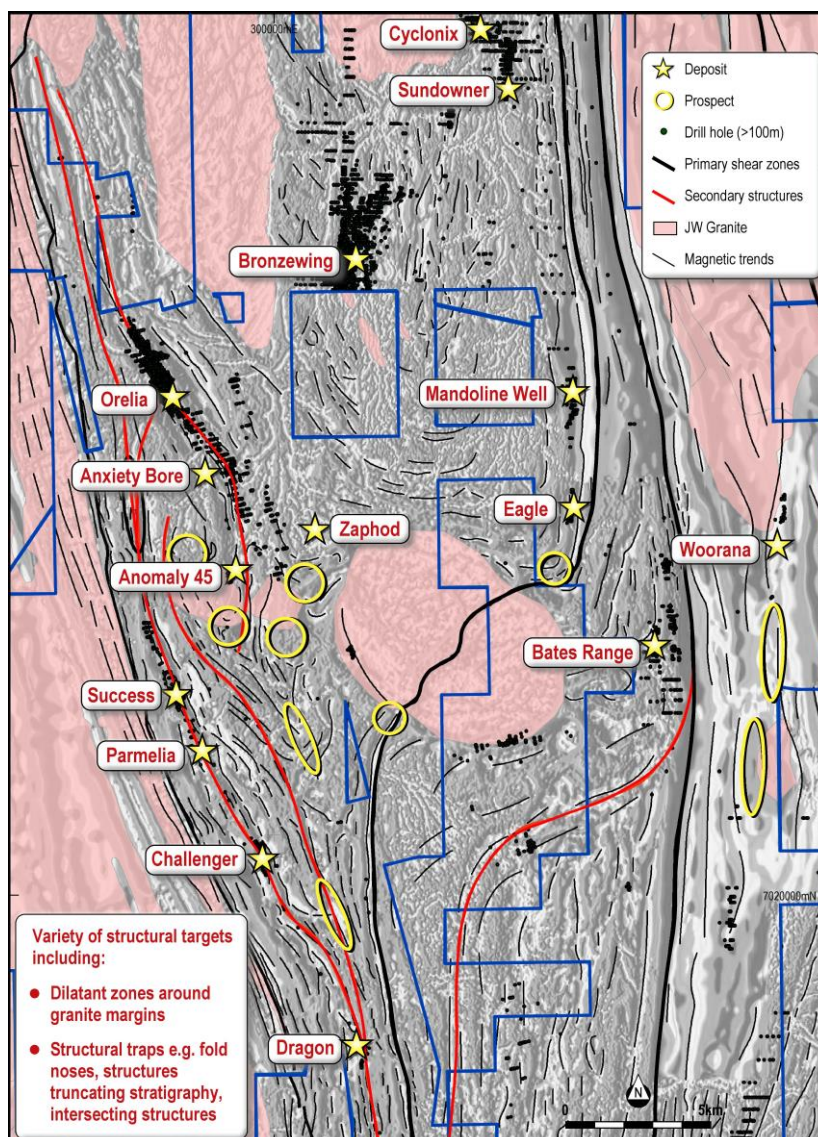 300000mE
Cyclonix
Sundowner
Deposit
Prospect
Drill hole (>100m)
Primary shear zones
Secondary structures
JW Granite
Magnetic trends
Bronzewing
Orelia
Mandoline Well
Anxiety Bore
Eagle
Zaphod
Woorana
Anomaly 45
Bates Range
Success
Parmelia
Challenger
7020000mN
Variety of structural targets
including:
● Dilatant zones around
granite margins
● Structural traps e.g. fold
noses, structures
truncating stratigraphy,
intersecting structures
Dragon
N
0 5km